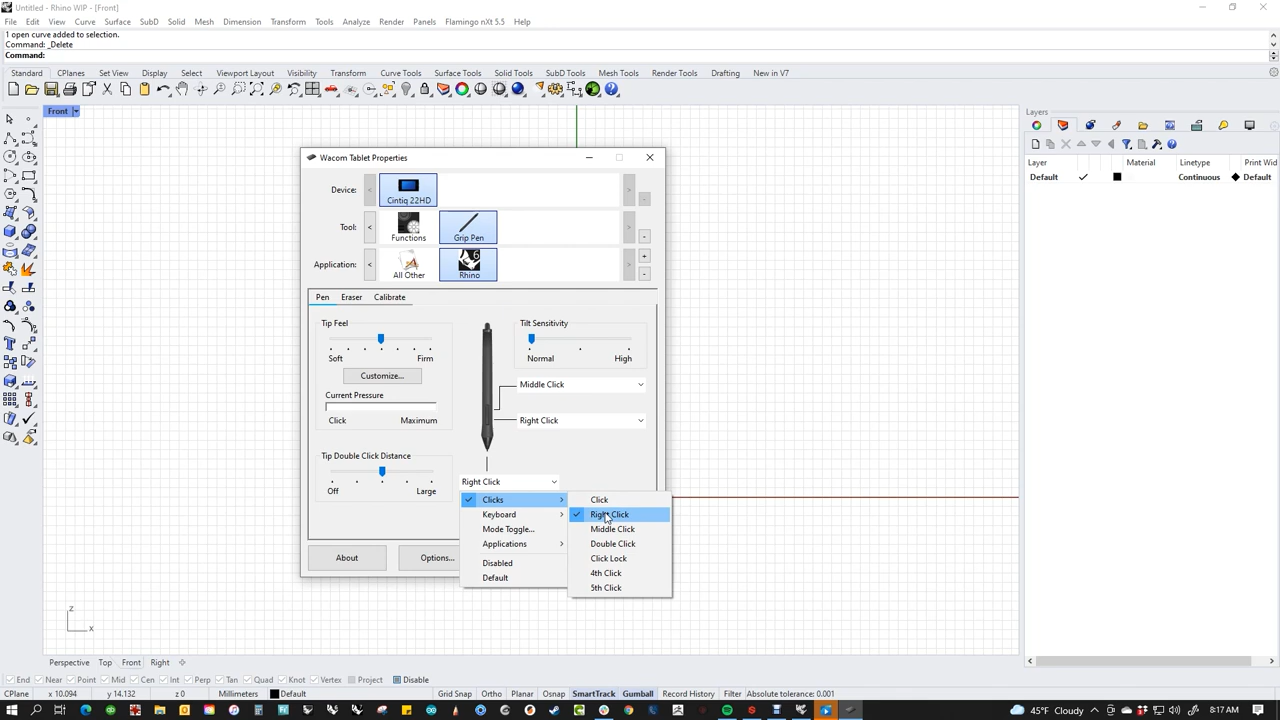 Untitled - Rhino WIP - [Front]
File Edit View Curve Surface SubD Solid Mesh Dimension Transform Tools Analyze Render Panels Flamingo nXt 5.5 Help
1 open curve added to selection.
Command: _Delete
Command:
Standard CPlanes Set View Display Select Viewport Layout Visibility Transform Curve Tools Surface Tools Solid Tools SubD Tools Mesh Tools Render Tools Drafting New in V7
Front
Layers
Layer Material Linetype Print Wid
Default Continuous Default
Wacom Tablet Properties
Device: Cintiq 22HD
Tool: Functions Grip Pen
Application: All Other Rhino
Pen Eraser Calibrate
Tip Feel
Soft Firm
Customize...
Current Pressure
Click Maximum
Tip Double Click Distance
Off Large
Tilt Sensitivity
Normal High
Middle Click
Right Click
Right Click
Clicks
Keyboard
Mode Toggle...
Applications
Disabled
Default
Click
Right Click
Middle Click
Double Click
Click Lock
4th Click
5th Click
About Options...
z
x
Perspective Top Front Right
End Near Point Mid Cen Int Perp Tan Quad Knot Vertex Project Disable
CPlane x 10.094 y 14.132 z 0 Millimeters Default Grid Snap Ortho Planar Osnap SmartTrack Gumball Record History Filter Absolute tolerance: 0.001
45°F Cloudy 8:17 AM